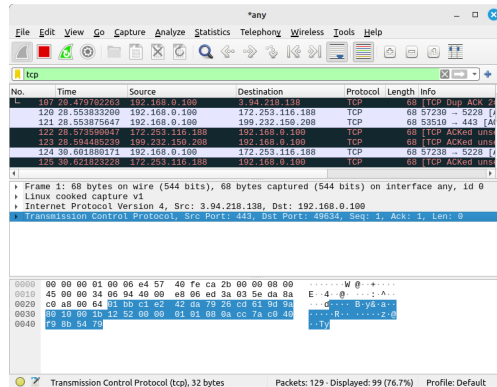 *any
File Edit View Go Capture Analyze Statistics Telephony Wireless Tools Help
tcp
No. Time Source Destination Protocol Length Info
107 20.479702263 192.168.0.100 3.94.218.138 TCP 68 [TCP Dup ACK 2
120 28.553833200 192.168.0.100 172.253.116.188 TCP 68 57230 → 5228 [A
121 28.553875647 192.168.0.100 199.232.150.208 TCP 68 53510 → 443 [A
122 28.573590047 172.253.116.188 192.168.0.100 TCP 68 [TCP ACKed unse
123 28.594485239 199.232.150.208 192.168.0.100 TCP 68 [TCP ACKed unse
124 30.601880171 192.168.0.100 172.253.116.188 TCP 68 57238 → 5228 [A
125 30.621823228 172.253.116.188 192.168.0.100 TCP 68 [TCP ACKed unse
Frame 1: 68 bytes on wire (544 bits), 68 bytes captured (544 bits) on interface any, id 0
Linux cooked capture v1
Internet Protocol Version 4, Src: 3.94.218.138, Dst: 192.168.0.100
Transmission Control Protocol, Src Port: 443, Dst Port: 49634, Seq: 1, Ack: 1, Len: 0
0000 00 00 00 01 00 06 e4 57 40 fe ca 2b 00 00 08 00 ·······W @··+····
0010 45 00 00 34 06 94 40 00 e8 06 ed 3a 03 5e da 8a E··4··@· ···:·^··
0020 c0 a8 00 64 01 bb c1 e2 42 da 79 26 cd 61 9d 9a ···d···· B·y&·a··
0030 80 10 00 1b 12 52 00 00 01 01 08 0a cc 7a c0 40 ·····R·· ·····z·@
0040 f9 8b 54 79 ··Ty
Transmission Control Protocol (tcp), 32 bytes Packets: 129 · Displayed: 99 (76.7%) Profile: Default